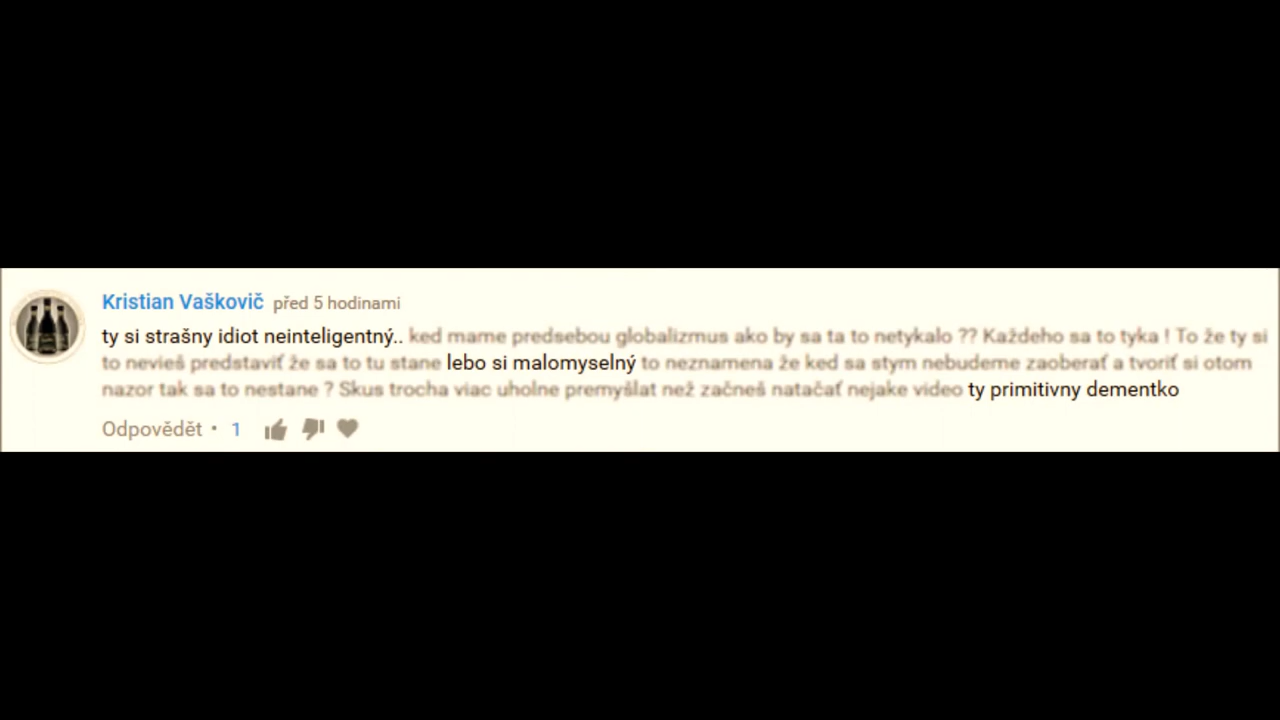 Kristian Vaškovič před 5 hodinami
ty si strašny idiot neinteligentný.. ked mame predsebou globalizmus ako by sa ta to netykalo ?? Každeho sa to tyka ! To že ty si
to nevieš predstaviť že sa to tu stane lebo si malomyselný to neznamena že ked sa stym nebudeme zaoberať a tvoriť si otom
nazor tak sa to nestane ? Skus trocha viac uholne premyšlat než začneš natačať nejake video ty primitivny dementko
Odpovědět • 1